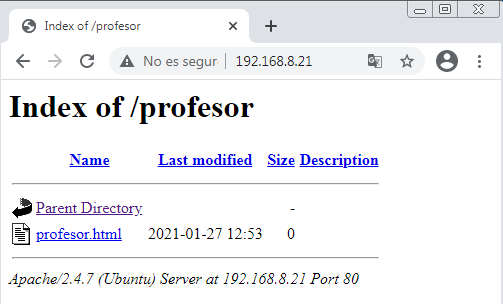 Index of /profesor
No es segur 192.168.8.21
Index of /profesor
Name Last modified Size Description
Parent Directory -
profesor.html 2021-01-27 12:53 0
Apache/2.4.7 (Ubuntu) Server at 192.168.8.21 Port 80